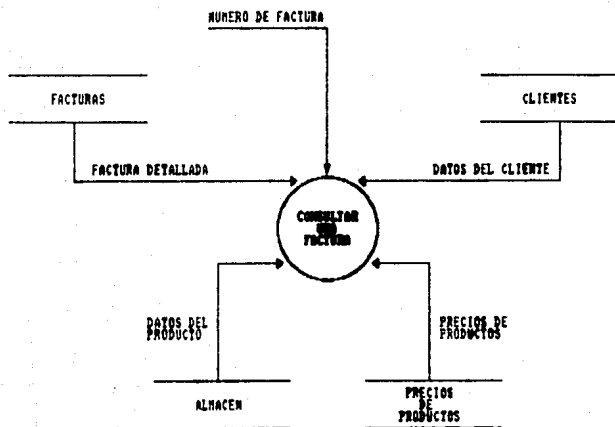 NUMERO DE FACTURA
FACTURAS
CLIENTES
FACTURA DETALLADA
DATOS DEL CLIENTE
CONSULTAR
UNA
FACTURA
DATOS DEL
PRODUCTO
PRECIOS DE
PRODUCTOS
ALMACEN
PRECIOS
DE
PRODUCTOS